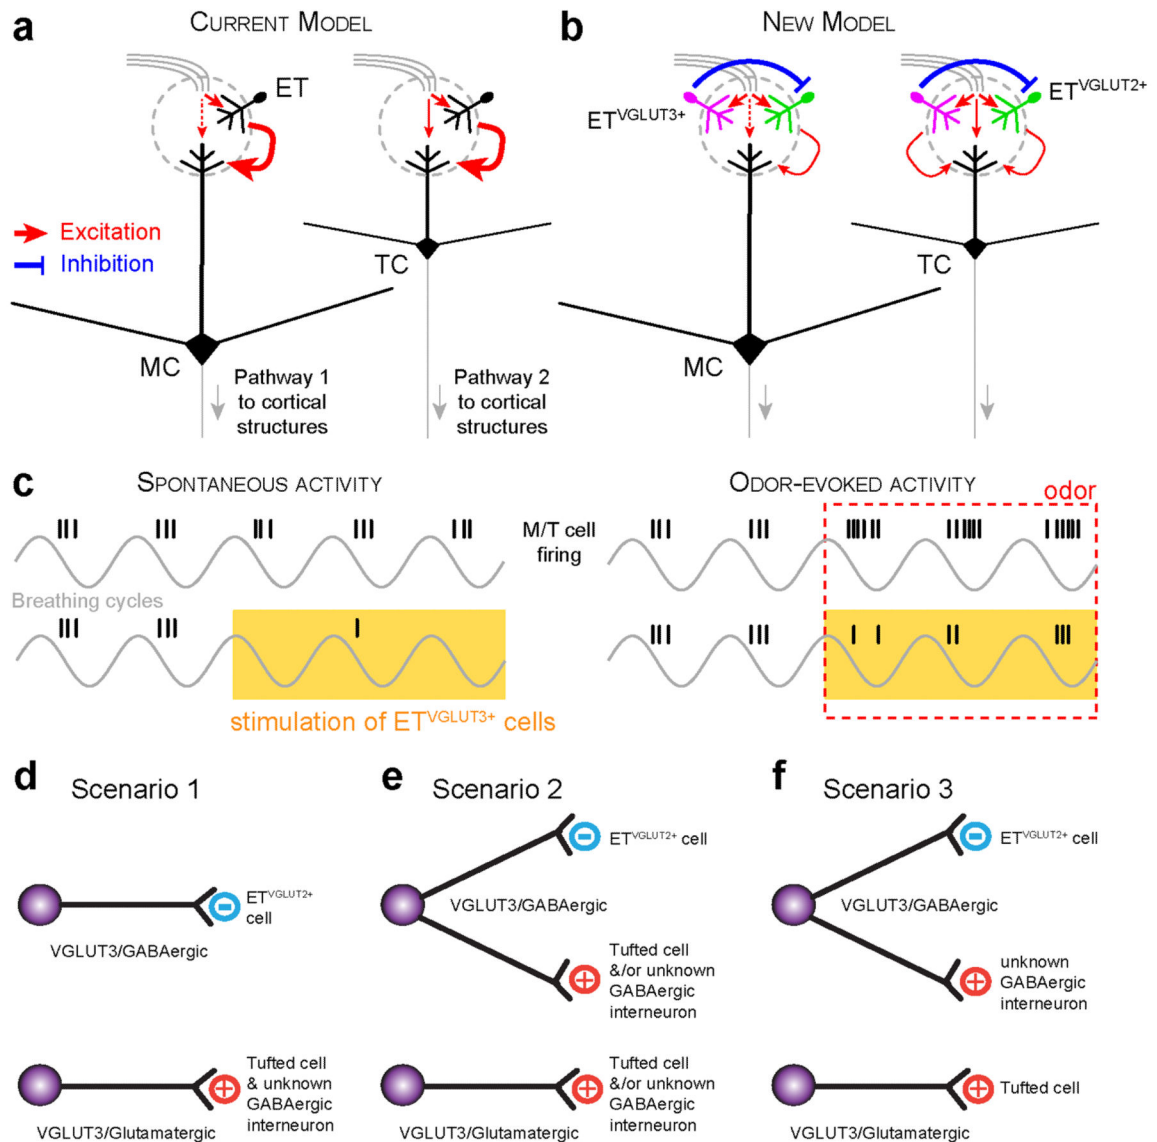 a
CURRENT MODEL
ET
Excitation
Inhibition
TC
MC
Pathway 1
to cortical
structures
Pathway 2
to cortical
structures
b
NEW MODEL
ET^VGLUT3+
ET^VGLUT2+
TC
MC
c
SPONTANEOUS ACTIVITY
ODOR-EVOKED ACTIVITY
odor
M/T cell
firing
Breathing cycles
stimulation of ET^VGLUT3+ cells
d
Scenario 1
ET^VGLUT2+
cell
VGLUT3/GABAergic
Tufted cell
& unknown
GABAergic
interneuron
VGLUT3/Glutamatergic
e
Scenario 2
ET^VGLUT2+ cell
VGLUT3/GABAergic
Tufted cell
&/or unknown
GABAergic
interneuron
Tufted cell
&/or unknown
GABAergic
interneuron
VGLUT3/Glutamatergic
f
Scenario 3
ET^VGLUT2+ cell
VGLUT3/GABAergic
unknown
GABAergic
interneuron
Tufted cell
VGLUT3/Glutamatergic